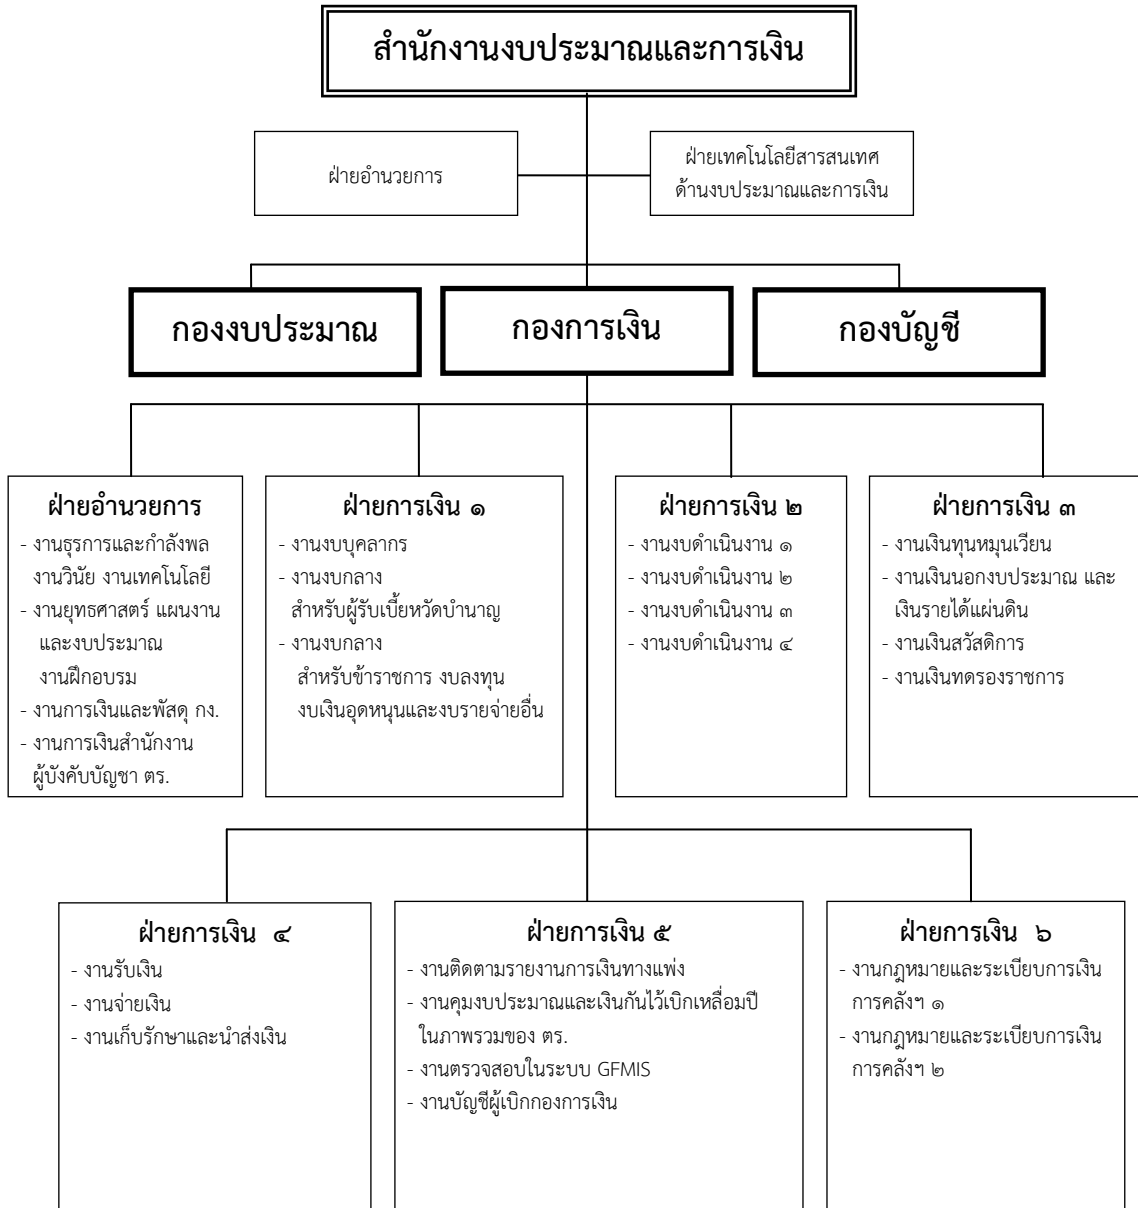 สำนักงานงบประมาณและการเงิน
ฝ่ายอำนวยการ
ฝ่ายเทคโนโลยีสารสนเทศ
ด้านงบประมาณและการเงิน
กองงบประมาณ
กองการเงิน
กองบัญชี
ฝ่ายอำนวยการ
- งานธุรการและกำลังพล
งานวินัย งานเทคโนโลยี
- งานยุทธศาสตร์ แผนงาน
และงบประมาณ
งานฝึกอบรม
- งานการเงินและพัสดุ กง.
- งานการเงินสำนักงาน
ผู้บังคับบัญชา ตร.
ฝ่ายการเงิน ๑
- งานงบบุคลากร
- งานงบกลาง
สำหรับผู้รับเบี้ยหวัดบำนาญ
- งานงบกลาง
สำหรับข้าราชการ งบลงทุน
งบเงินอุดหนุนและงบรายจ่ายอื่น
ฝ่ายการเงิน ๒
- งานงบดำเนินงาน ๑
- งานงบดำเนินงาน ๒
- งานงบดำเนินงาน ๓
- งานงบดำเนินงาน ๔
ฝ่ายการเงิน ๓
- งานเงินทุนหมุนเวียน
- งานเงินนอกงบประมาณ และ
เงินรายได้แผ่นดิน
- งานเงินสวัสดิการ
- งานเงินทดรองราชการ
ฝ่ายการเงิน ๔
- งานรับเงิน
- งานจ่ายเงิน
- งานเก็บรักษาและนำส่งเงิน
ฝ่ายการเงิน ๕
- งานติดตามรายงานการเงินทางแพ่ง
- งานคุมงบประมาณและเงินกันไว้เบิกเหลื่อมปี
ในภาพรวมของ ตร.
- งานตรวจสอบในระบบ GFMIS
- งานบัญชีผู้เบิกกองการเงิน
ฝ่ายการเงิน ๖
- งานกฎหมายและระเบียบการเงิน
การคลังฯ ๑
- งานกฎหมายและระเบียบการเงิน
การคลังฯ ๒